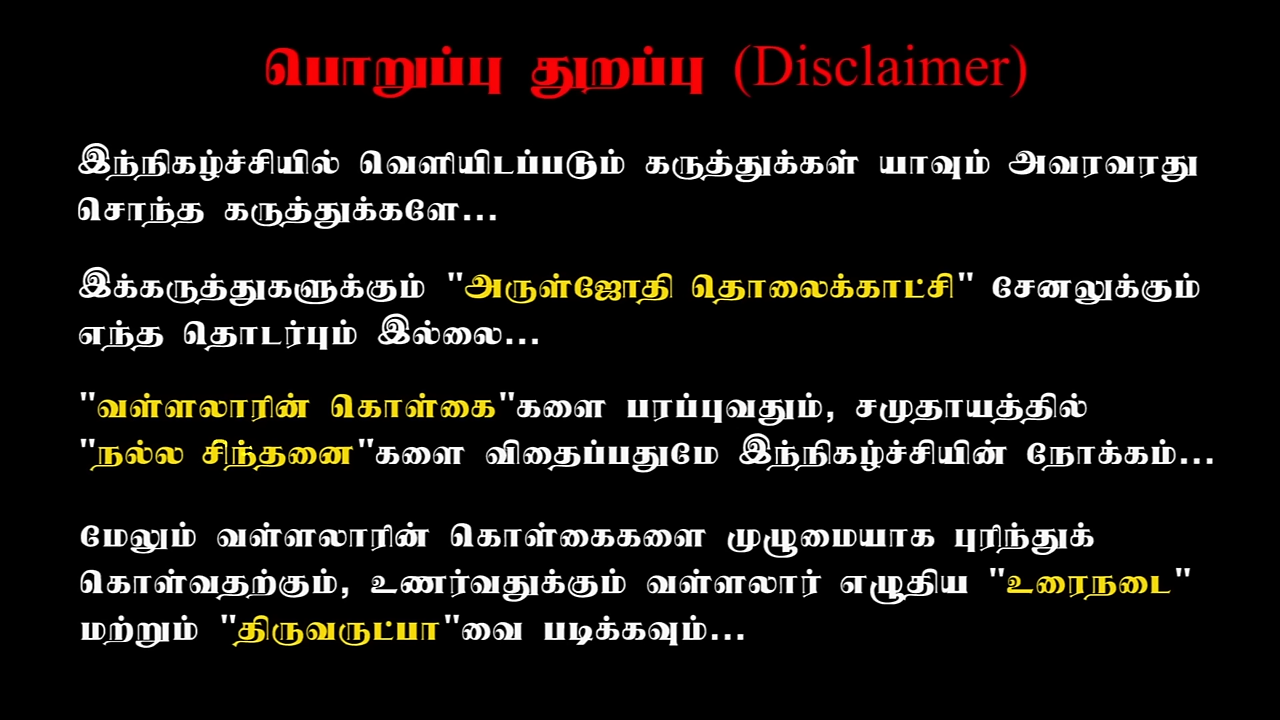 பொறுப்பு துறப்பு (Disclaimer)
இந்நிகழ்ச்சியில் வெளியிடப்படும் கருத்துக்கள் யாவும் அவரவரது
சொந்த கருத்துக்களே...
இக்கருத்துகளுக்கும் "அருள்ஜோதி தொலைக்காட்சி" சேனலுக்கும்
எந்த தொடர்பும் இல்லை...
"வள்ளலாரின் கொள்கை"களை பரப்புவதும், சமுதாயத்தில்
"நல்ல சிந்தனை"களை விதைப்பதுமே இந்நிகழ்ச்சியின் நோக்கம்...
மேலும் வள்ளலாரின் கொள்கைகளை முழுமையாக புரிந்துக்
கொள்வதற்கும், உணர்வதுக்கும் வள்ளலார் எழுதிய "உரைநடை"
மற்றும் "திருவருட்பா"வை படிக்கவும்...